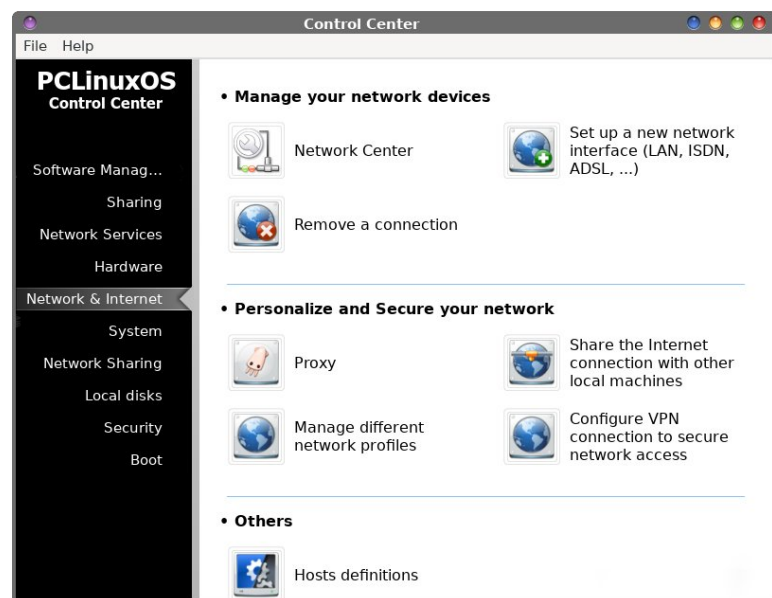 Control Center
File Help
PCLinuxOS
Control Center
Software Manag...
Sharing
Network Services
Hardware
Network & Internet
System
Network Sharing
Local disks
Security
Boot
• Manage your network devices
Network Center
Set up a new network
interface (LAN, ISDN,
ADSL, ...)
Remove a connection
• Personalize and Secure your network
Proxy
Share the Internet
connection with other
local machines
Manage different
network profiles
Configure VPN
connection to secure
network access
• Others
Hosts definitions